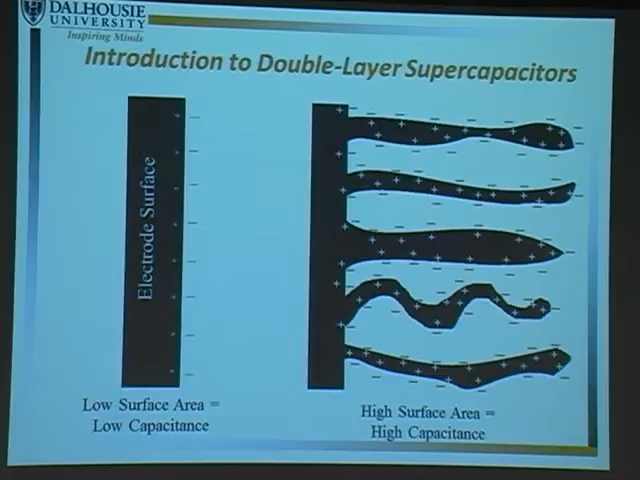 DALHOUSIE
UNIVERSITY
Inspiring Minds
Introduction to Double-Layer Supercapacitors
Electrode Surface
Low Surface Area =
Low Capacitance
High Surface Area =
High Capacitance